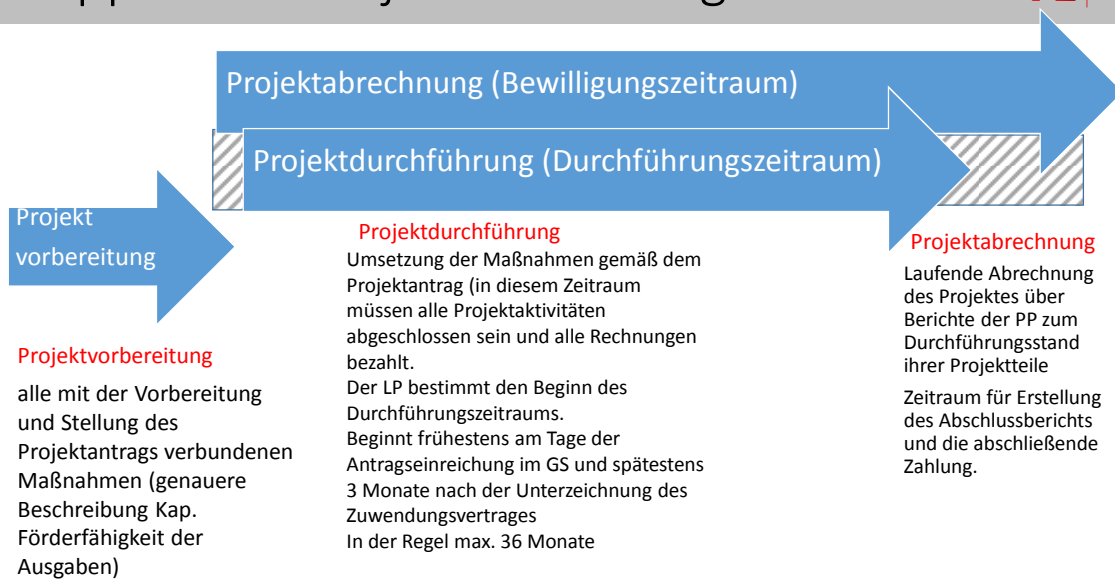 Projektabrechnung (Bewilligungszeitraum)
Projektdurchführung (Durchführungszeitraum)
Projekt
vorbereitung
Projektvorbereitung
alle mit der Vorbereitung
und Stellung des
Projektantrags verbundenen
Maßnahmen (genauere
Beschreibung Kap.
Förderfähigkeit der
Ausgaben)
Projektdurchführung
Umsetzung der Maßnahmen gemäß dem
Projektantrag (in diesem Zeitraum
müssen alle Projektaktivitäten
abgeschlossen sein und alle Rechnungen
bezahlt.
Der LP bestimmt den Beginn des
Durchführungszeitraums.
Beginnt frühestens am Tage der
Antragseinreichung im GS und spätestens
3 Monate nach der Unterzeichnung des
Zuwendungsvertrages
In der Regel max. 36 Monate
Projektabrechnung
Laufende Abrechnung
des Projektes über
Berichte der PP zum
Durchführungsstand
ihrer Projektteile
Zeitraum für Erstellung
des Abschlussberichts
und die abschließende
Zahlung.